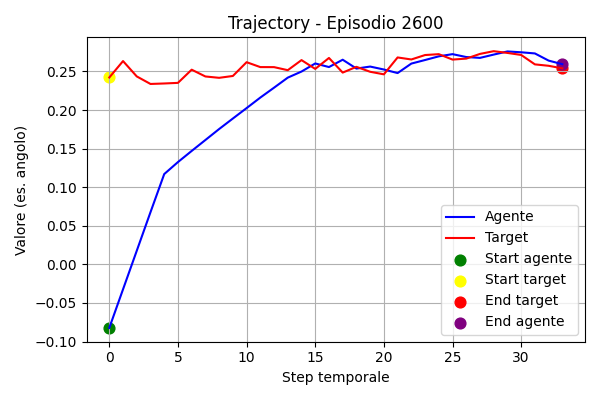 Trajectory - Episodio 2600
Valore (es. angolo)
0.25
0.20
0.15
0.10
0.05
0.00
−0.05
−0.10
0
5
10
15
20
25
30
Step temporale
Agente
Target
Start agente
Start target
End target
End agente